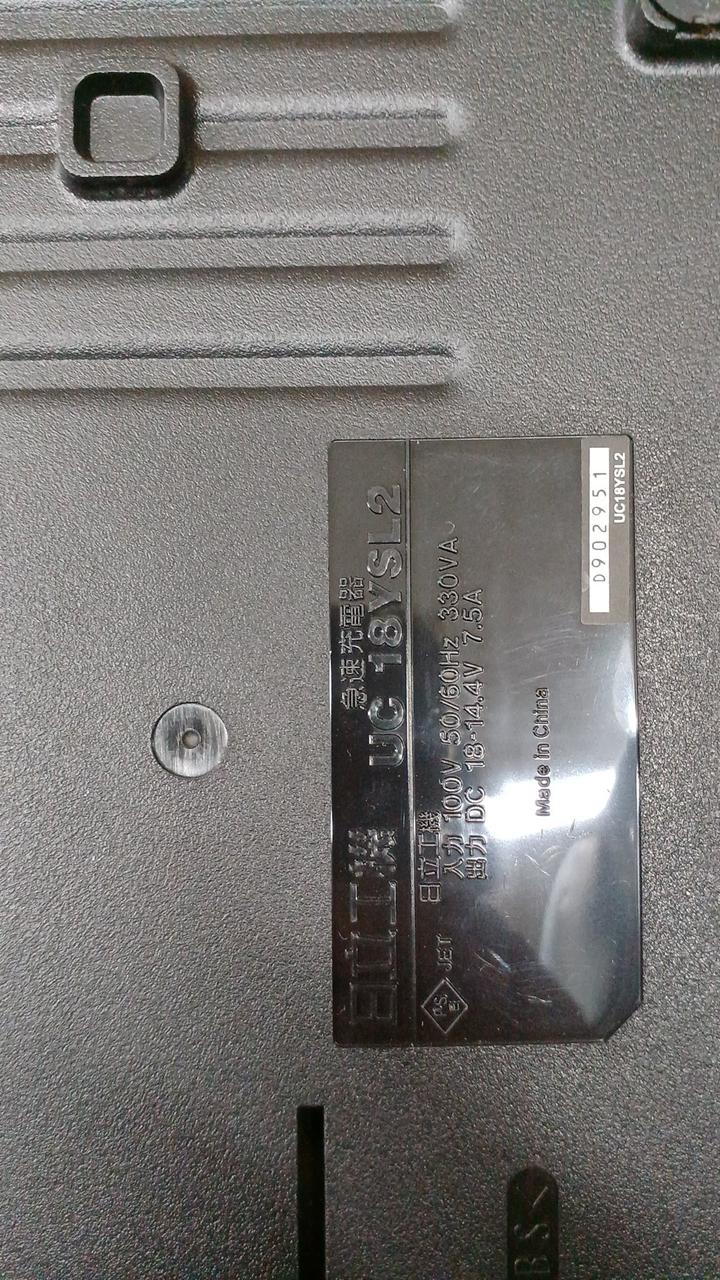 日立工機
急速充電器
UC 18YSL2
日立工機
入力 100V 50/60Hz 330VA
出力 DC 18-14.4V 7.5A
PS
E
JET
Made in China
D902951
UC18YSL2
BS<